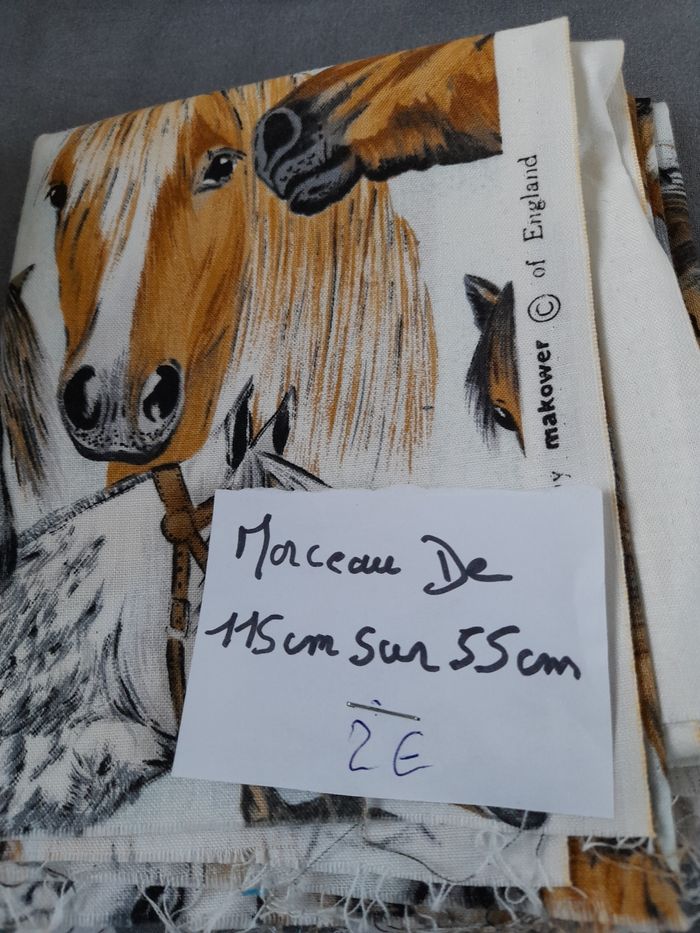 Morceau De
115cm Sur 55cm
2 €
makower © of England